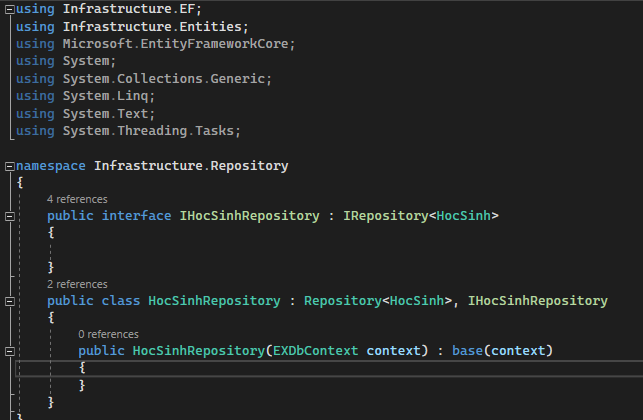 using Infrastructure.EF;
using Infrastructure.Entities;
using Microsoft.EntityFrameworkCore;
using System;
using System.Collections.Generic;
using System.Linq;
using System.Text;
using System.Threading.Tasks;
namespace Infrastructure.Repository
{
4 references
public interface IHocSinhRepository : IRepository<HocSinh>
{
}
2 references
public class HocSinhRepository : Repository<HocSinh>, IHocSinhRepository
{
0 references
public HocSinhRepository(EXDbContext context) : base(context)
{
}
}
}